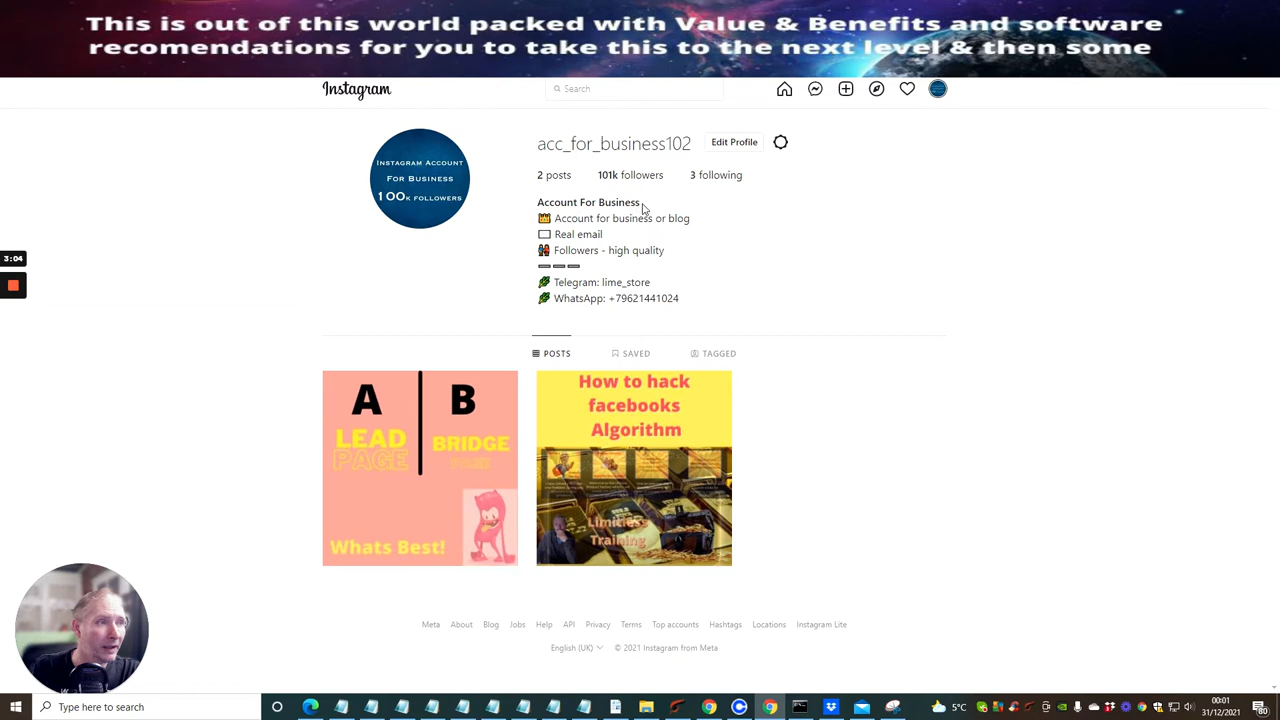 This is out of this world packed with Value & Benefits and software
recomendations for you to take this to the next level & then some
Instagram
Search
acc_for_business102
Edit Profile
2 posts
101k followers
3 following
Account For Business
Account for business or blog
Real email
Followers - high quality
Telegram: lime_store
WhatsApp: +79621441024
INSTAGRAM ACCOUNT
FOR BUSINESS
100K FOLLOWERS
3:04
POSTS
SAVED
TAGGED
A
B
LEAD
PAGE
BRIDGE
PAGE
Whats Best!
How to hack
facebooks
Algorithm
Limitless
Training
Meta
About
Blog
Jobs
Help
API
Privacy
Terms
Top accounts
Hashtags
Locations
Instagram Lite
English (UK)
© 2021 Instagram from Meta
Type here to search
5°C
00:01
31/12/2021
80